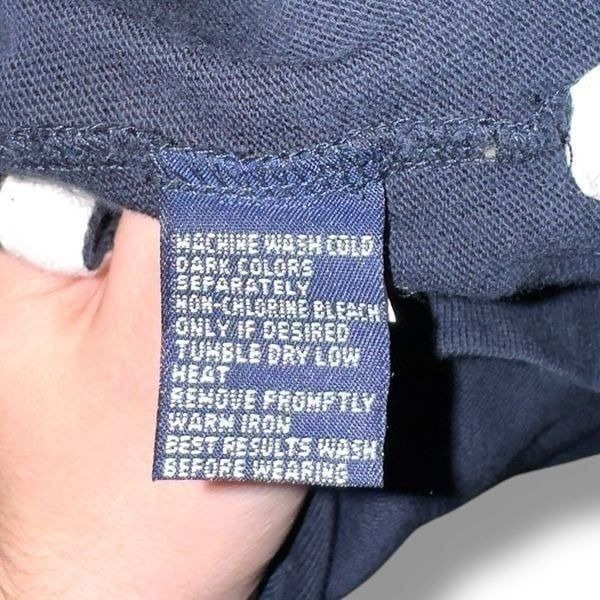 MACHINE WASH COLD
DARK COLORS
SEPARATELY
NON-CHLORINE BLEACH
ONLY IF DESIRED
TUMBLE DRY LOW
HEAT
REMOVE PROMPTLY
WARM IRON
BEST RESULTS WASH
BEFORE WEARING